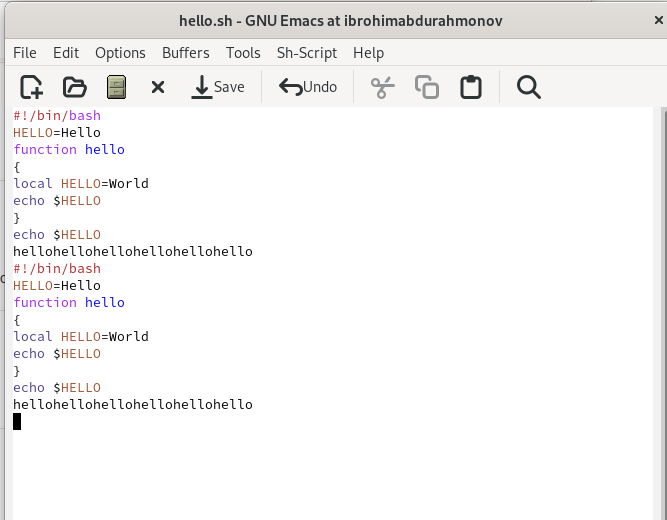 hello.sh - GNU Emacs at ibrohimabdurahmonov
File Edit Options Buffers Tools Sh-Script Help
Save Undo
#!/bin/bash
HELLO=Hello
function hello
{
local HELLO=World
echo $HELLO
}
echo $HELLO
hellohellohellohellohellohello
#!/bin/bash
HELLO=Hello
function hello
{
local HELLO=World
echo $HELLO
}
echo $HELLO
hellohellohellohellohellohello